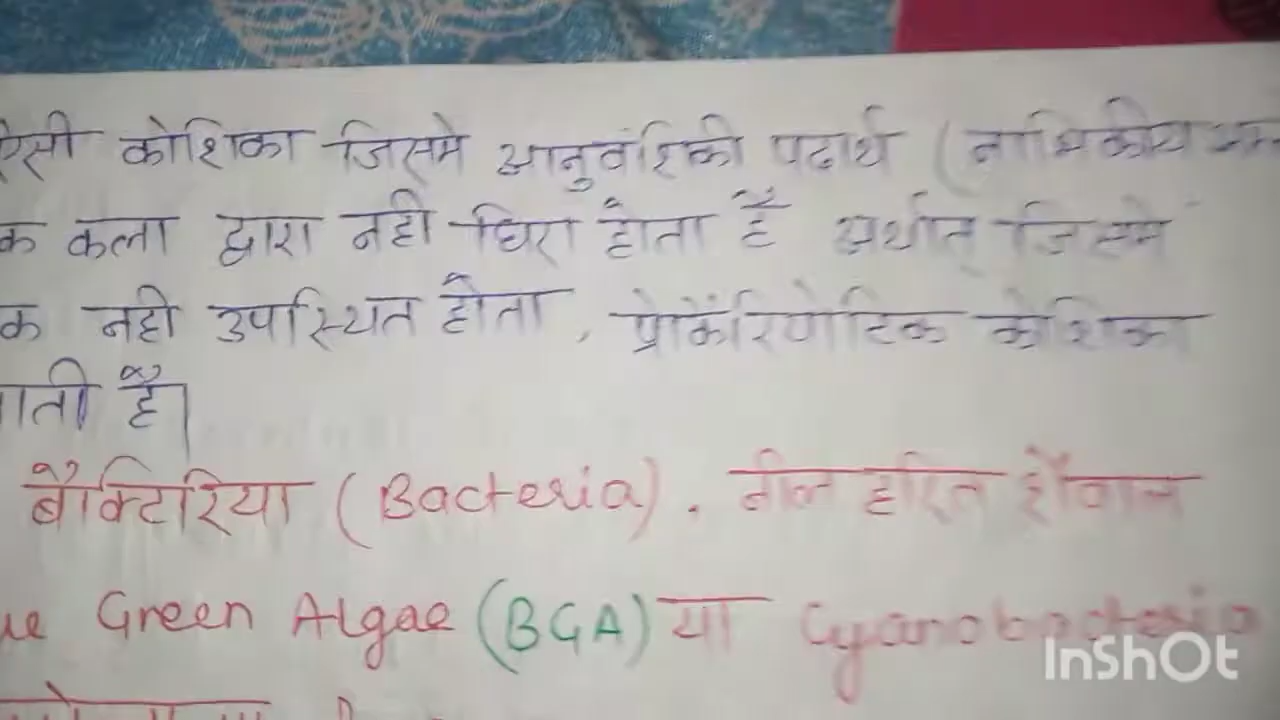 ऐसी कोशिका जिसमे आनुवंशिकी पदार्थ (नाभिकीय
क कला द्वारा नही घिरा होता है अर्थात् जिसमें
क नही उपस्थित होता, प्रोकैरियोटिक कोशिका
ाती है।
बैक्टिरिया (Bacteria), नील हरित शैवाल
ue Green Algae (BGA) या Cyanobacteria
InShOt